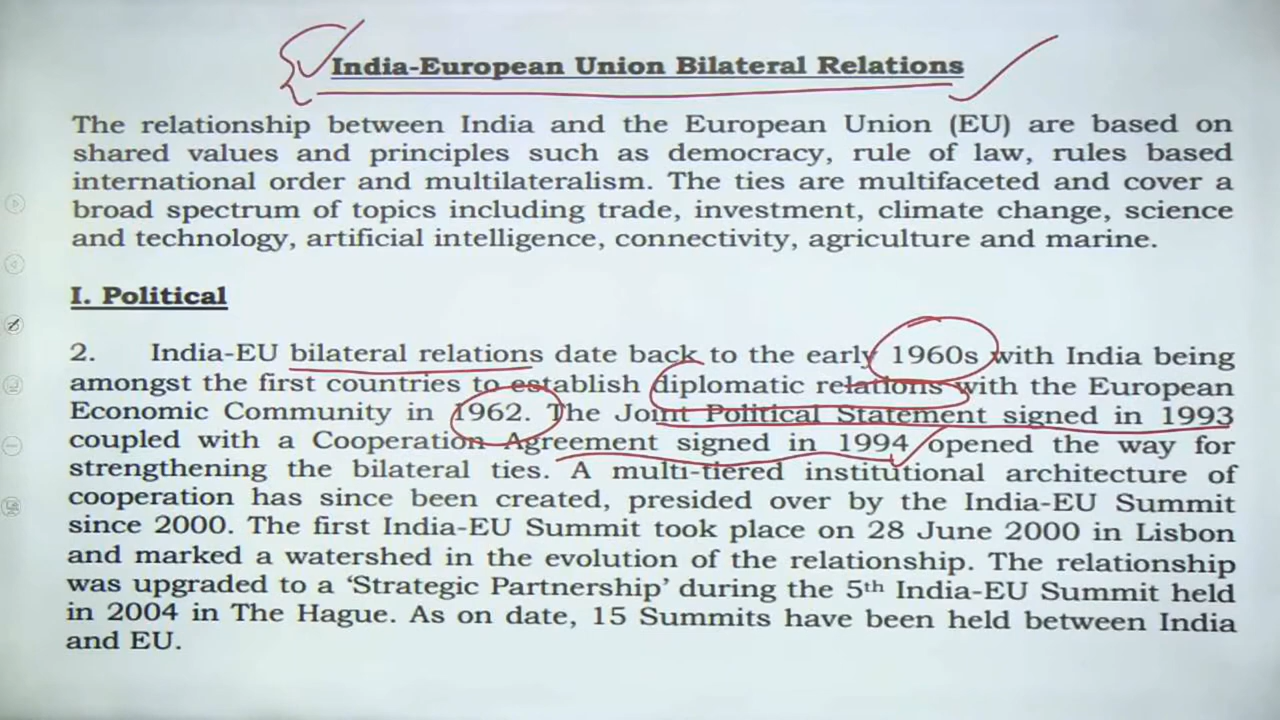 India-European Union Bilateral Relations
The relationship between India and the European Union (EU) are based on
shared values and principles such as democracy, rule of law, rules based
international order and multilateralism. The ties are multifaceted and cover a
broad spectrum of topics including trade, investment, climate change, science
and technology, artificial intelligence, connectivity, agriculture and marine.
I. Political
2. India-EU bilateral relations date back to the early 1960s with India being
amongst the first countries to establish diplomatic relations with the European
Economic Community in 1962. The Joint Political Statement signed in 1993
coupled with a Cooperation Agreement signed in 1994 opened the way for
strengthening the bilateral ties. A multi-tiered institutional architecture of
cooperation has since been created, presided over by the India-EU Summit
since 2000. The first India-EU Summit took place on 28 June 2000 in Lisbon
and marked a watershed in the evolution of the relationship. The relationship
was upgraded to a ‘Strategic Partnership’ during the 5th India-EU Summit held
in 2004 in The Hague. As on date, 15 Summits have been held between India
and EU.